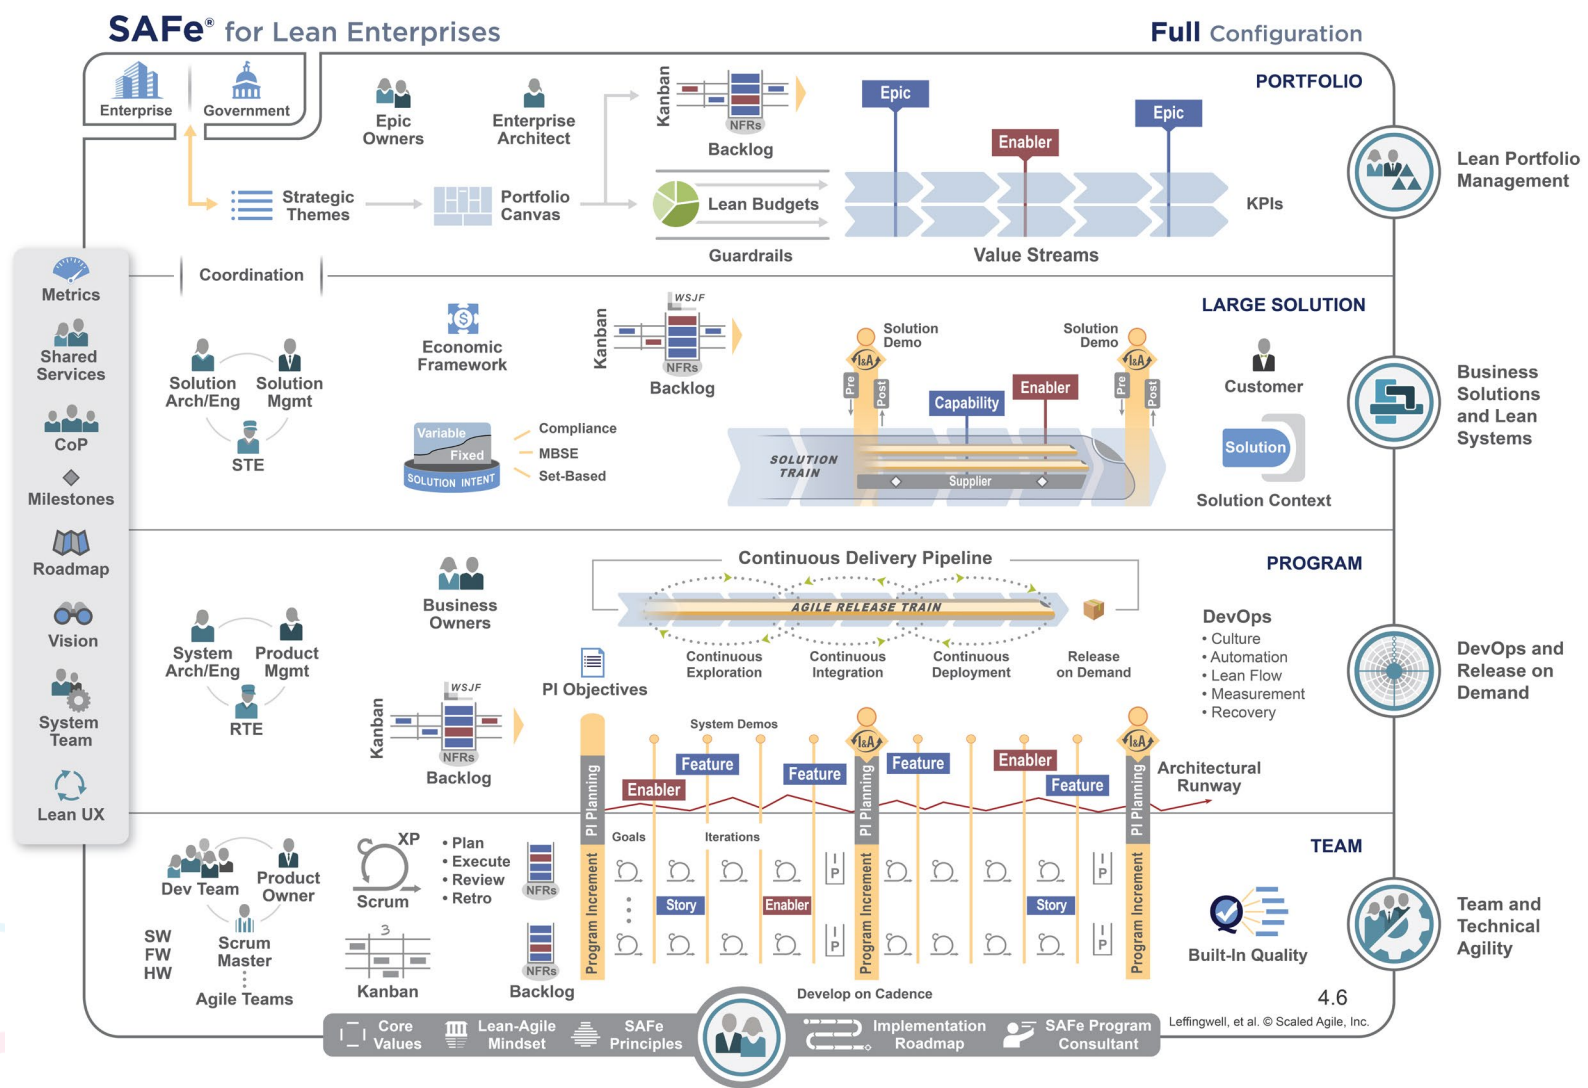 SAFe® for Lean Enterprises
Full Configuration
Enterprise
Government
Epic
Owners
Enterprise
Architect
Kanban
NFRs
Backlog
Epic
Enabler
Epic
PORTFOLIO
Strategic
Themes
Portfolio
Canvas
Lean Budgets
Guardrails
Value Streams
KPIs
Lean Portfolio
Management
Metrics
Shared
Services
CoP
Milestones
Roadmap
Vision
System
Team
Lean UX
Coordination
LARGE SOLUTION
Solution
Arch/Eng
Solution
Mgmt
STE
Economic
Framework
Variable
Fixed
SOLUTION INTENT
Compliance
MBSE
Set-Based
Kanban
WSJF
NFRs
Backlog
Solution
Demo
I&A
Pre
Post
Capability
Enabler
Solution
Demo
I&A
Pre
Post
SOLUTION
TRAIN
Supplier
Customer
Solution
Solution Context
Business
Solutions
and Lean
Systems
PROGRAM
System
Arch/Eng
Product
Mgmt
RTE
Business
Owners
Kanban
WSJF
NFRs
Backlog
PI Objectives
Continuous Delivery Pipeline
AGILE RELEASE TRAIN
Continuous
Exploration
Continuous
Integration
Continuous
Deployment
Release
on Demand
DevOps
• Culture
• Automation
• Lean Flow
• Measurement
• Recovery
DevOps and
Release on
Demand
System Demos
PI Planning
Enabler
Feature
Feature
I&A
PI Planning
Feature
Enabler
Feature
I&A
PI Planning
Architectural
Runway
TEAM
Dev Team
Product
Owner
Scrum
Master
Agile Teams
SW
FW
HW
XP
Scrum
• Plan
• Execute
• Review
• Retro
3
Kanban
NFRs
NFRs
Backlog
Program Increment
Goals
Iterations
Story
Enabler
I
P
I
P
Program Increment
Story
I
P
I
P
Program Increment
Develop on Cadence
Built-In Quality
Team and
Technical
Agility
4.6
Leffingwell, et al. © Scaled Agile, Inc.
Core
Values
Lean-Agile
Mindset
SAFe
Principles
Implementation
Roadmap
SAFe Program
Consultant